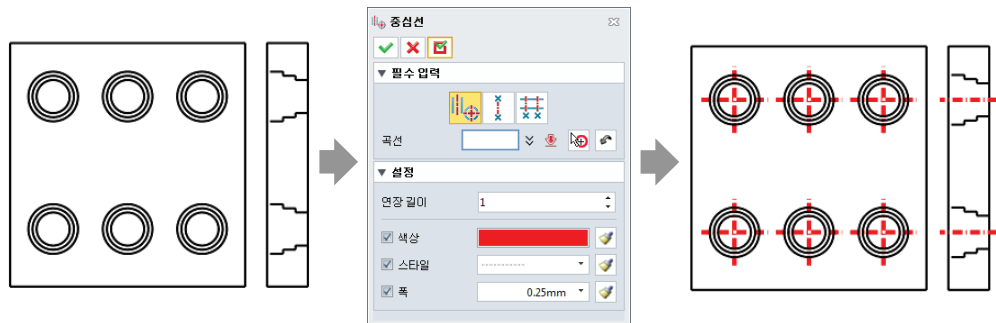 중심선
▼ 필수 입력
곡선
▼ 설정
연장 길이 1
색상
스타일
폭 0.25mm